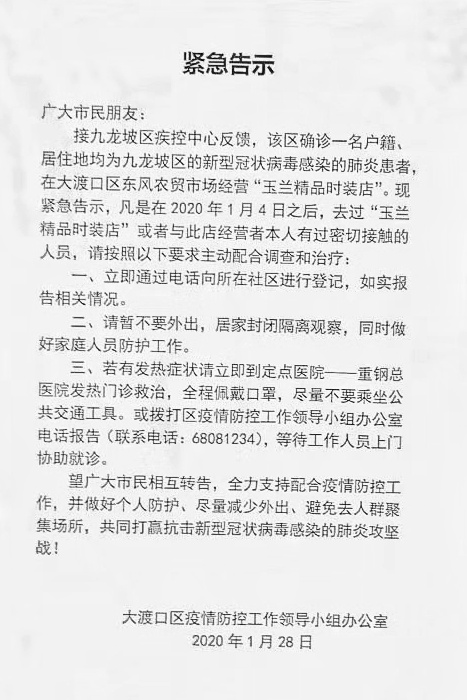 紧急告示
广大市民朋友：
接九龙坡区疾控中心反馈，该区确诊一名户籍、
居住地均为九龙坡区的新型冠状病毒感染的肺炎患者，
在大渡口区东风农贸市场经营“玉兰精品时装店”。现
紧急告示，凡是在 2020 年 1 月 4 日之后，去过“玉兰
精品时装店”或者与此店经营者本人有过密切接触的
人员，请按照以下要求主动配合调查和治疗：
一、立即通过电话向所在社区进行登记，如实报
告相关情况。
二、请暂不要外出，居家封闭隔离观察，同时做
好家庭人员防护工作。
三、若有发热症状请立即到定点医院——重钢总
医院发热门诊救治，全程佩戴口罩，尽量不要乘坐公
共交通工具。或拨打区疫情防控工作领导小组办公室
电话报告（联系电话：68081234），等待工作人员上门
协助就诊。
望广大市民相互转告，全力支持配合疫情防控工
作，并做好个人防护、尽量减少外出、避免去人群聚
集场所，共同打赢抗击新型冠状病毒感染的肺炎攻坚
战！
大渡口区疫情防控工作领导小组办公室
2020 年 1 月 28 日